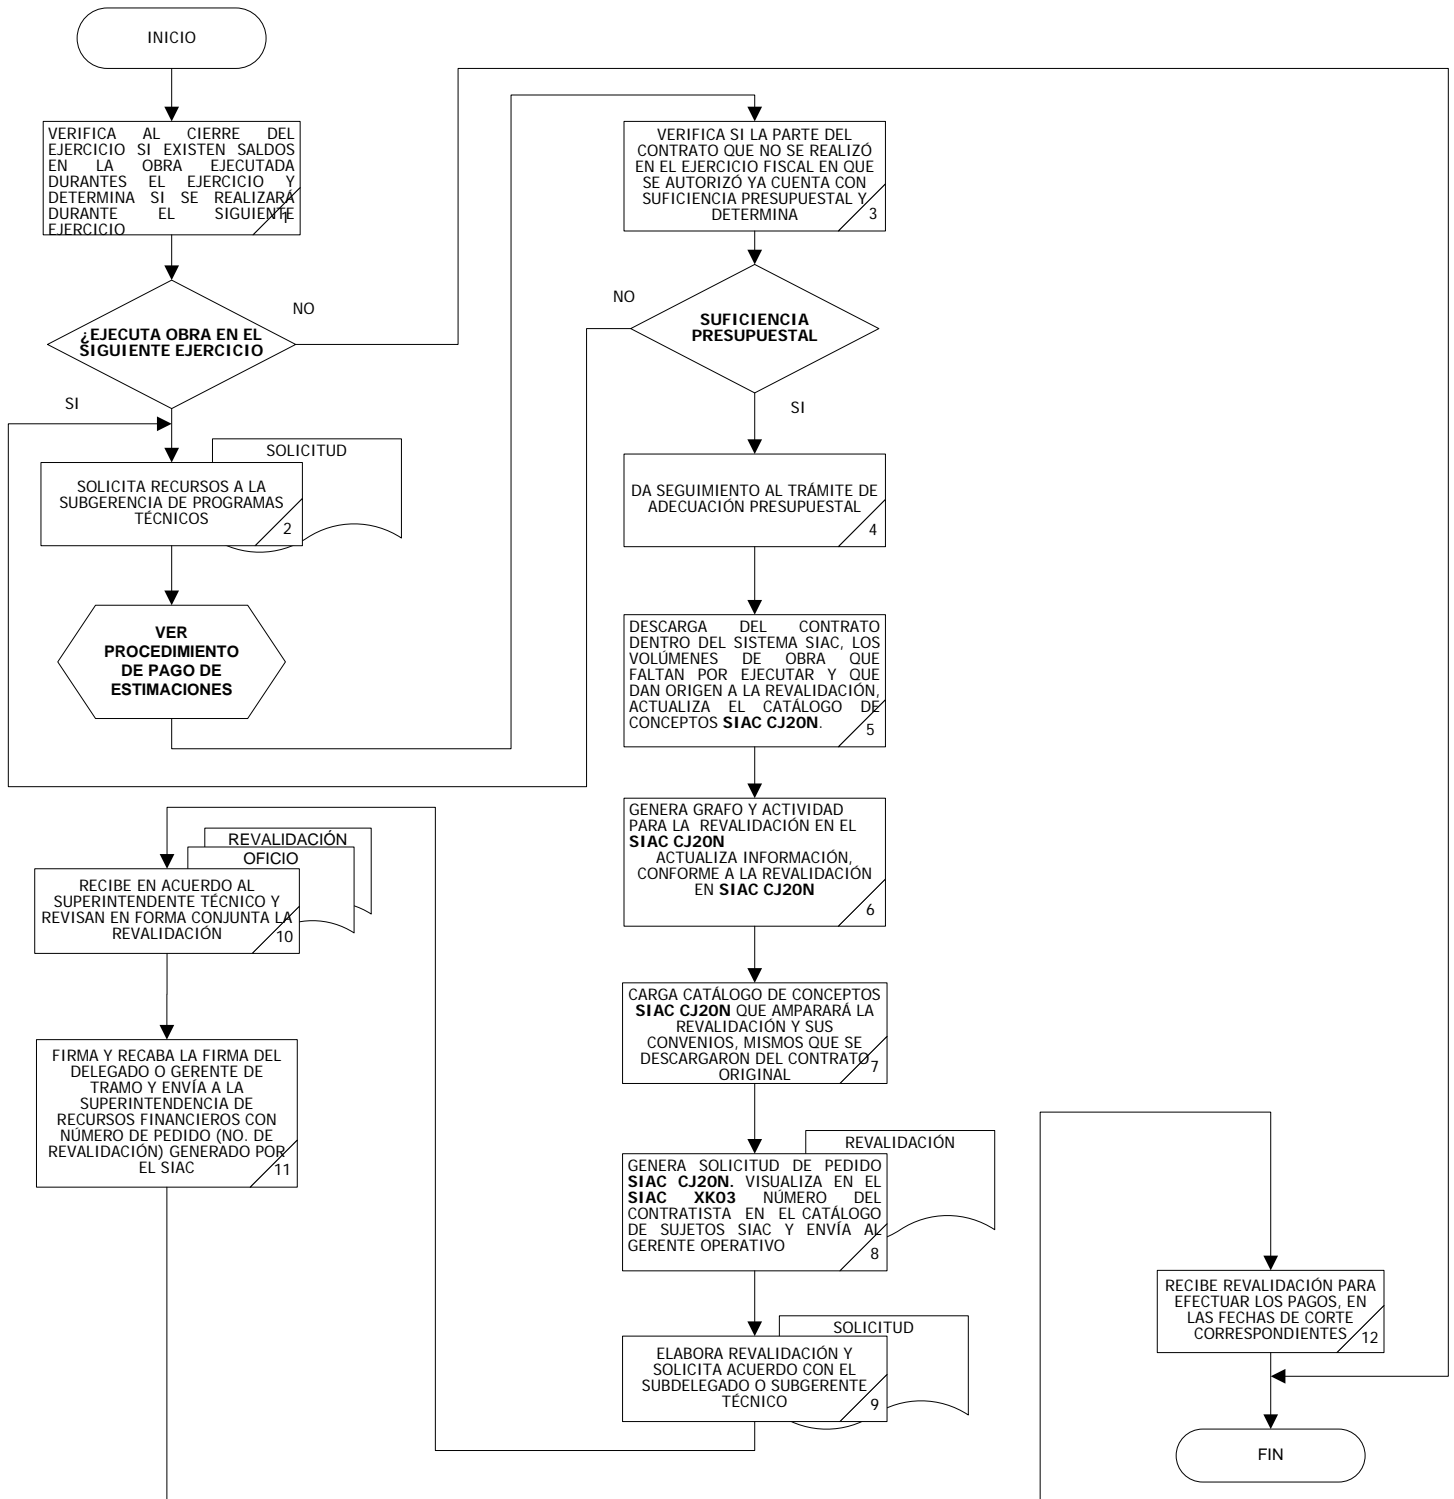 INICIO
VERIFICA AL CIERRE DEL
EJERCICIO SI EXISTEN SALDOS
EN LA OBRA EJECUTADA
DURANTES EL EJERCICIO Y
DETERMINA SI SE REALIZARÁ
DURANTE EL SIGUIENTE
EJERCICIO
1
¿EJECUTA OBRA EN EL
SIGUIENTE EJERCICIO
NO
SI
SOLICITUD
SOLICITA RECURSOS A LA
SUBGERENCIA DE PROGRAMAS
TÉCNICOS
2
VER
PROCEDIMIENTO
DE PAGO DE
ESTIMACIONES
VERIFICA SI LA PARTE DEL
CONTRATO QUE NO SE REALIZÓ
EN EL EJERCICIO FISCAL EN QUE
SE AUTORIZÓ YA CUENTA CON
SUFICIENCIA PRESUPUESTAL Y
DETERMINA
3
NO
SUFICIENCIA
PRESUPUESTAL
SI
DA SEGUIMIENTO AL TRÁMITE DE
ADECUACIÓN PRESUPUESTAL
4
DESCARGA DEL CONTRATO
DENTRO DEL SISTEMA SIAC, LOS
VOLÚMENES DE OBRA QUE
FALTAN POR EJECUTAR Y QUE
DAN ORIGEN A LA REVALIDACIÓN,
ACTUALIZA EL CATÁLOGO DE
CONCEPTOS SIAC CJ20N.
5
GENERA GRAFO Y ACTIVIDAD
PARA LA REVALIDACIÓN EN EL
SIAC CJ20N
ACTUALIZA INFORMACIÓN,
CONFORME A LA REVALIDACIÓN
EN SIAC CJ20N
6
CARGA CATÁLOGO DE CONCEPTOS
SIAC CJ20N QUE AMPARARÁ LA
REVALIDACIÓN Y SUS
CONVENIOS, MISMOS QUE SE
DESCARGARON DEL CONTRATO
ORIGINAL
7
REVALIDACIÓN
GENERA SOLICITUD DE PEDIDO
SIAC CJ20N. VISUALIZA EN EL
SIAC XK03 NÚMERO DEL
CONTRATISTA EN EL CATÁLOGO
DE SUJETOS SIAC Y ENVÍA AL
GERENTE OPERATIVO
8
SOLICITUD
ELABORA REVALIDACIÓN Y
SOLICITA ACUERDO CON EL
SUBDELEGADO O SUBGERENTE
TÉCNICO
9
REVALIDACIÓN
OFICIO
RECIBE EN ACUERDO AL
SUPERINTENDENTE TÉCNICO Y
REVISAN EN FORMA CONJUNTA LA
REVALIDACIÓN
10
FIRMA Y RECABA LA FIRMA DEL
DELEGADO O GERENTE DE
TRAMO Y ENVÍA A LA
SUPERINTENDENCIA DE
RECURSOS FINANCIEROS CON
NÚMERO DE PEDIDO (NO. DE
REVALIDACIÓN) GENERADO POR
EL SIAC
11
RECIBE REVALIDACIÓN PARA
EFECTUAR LOS PAGOS, EN
LAS FECHAS DE CORTE
CORRESPONDIENTES
12
FIN